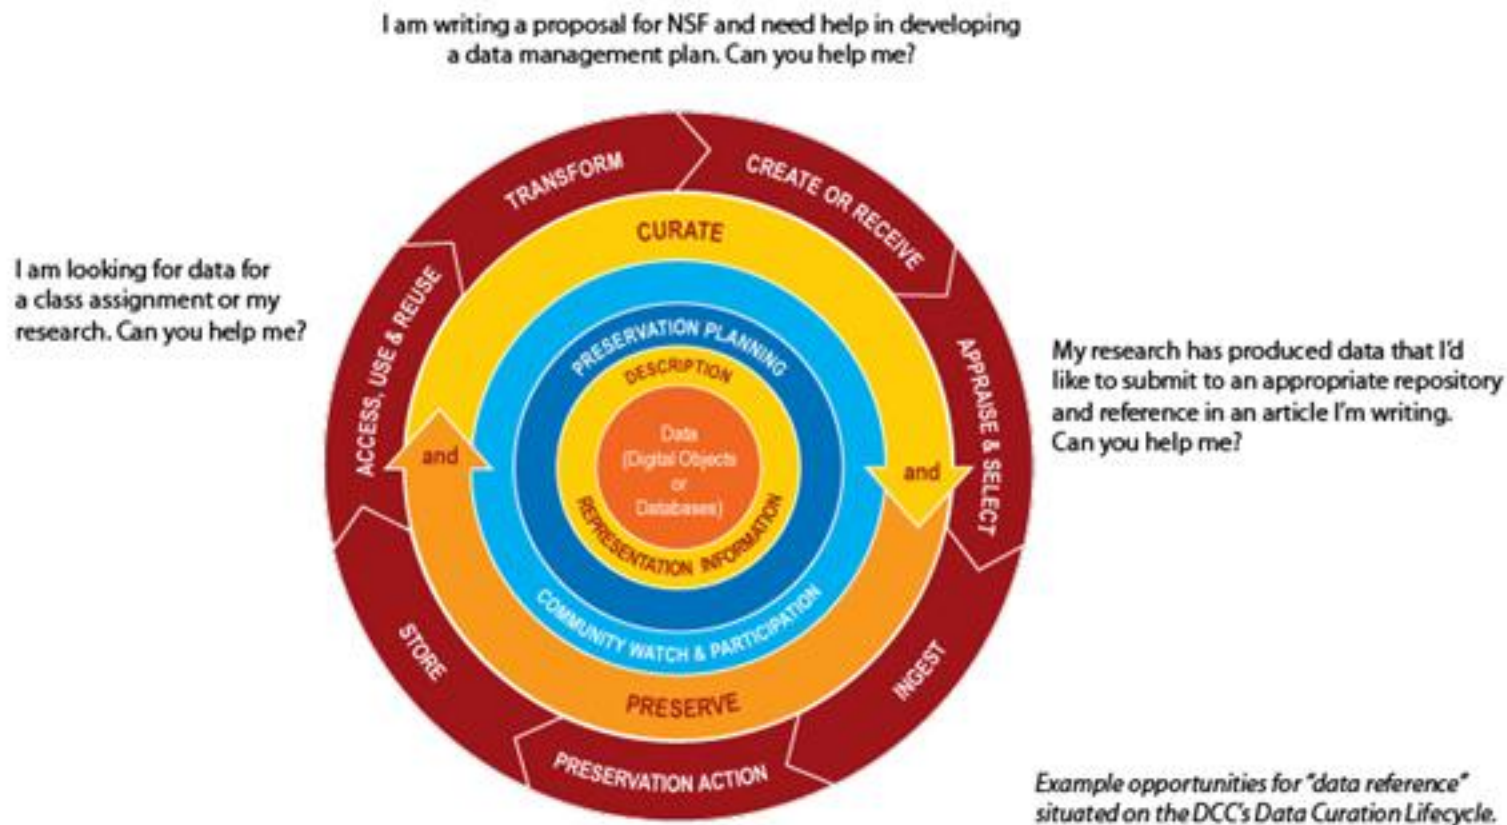 I am writing a proposal for NSF and need help in developing
a data management plan. Can you help me?
TRANSFORM
CREATE OR RECEIVE
CURATE
I am looking for data for
a class assignment or my
research. Can you help me?
ACCESS, USE & REUSE
APPRAISE & SELECT
My research has produced data that I'd
like to submit to an appropriate repository
and reference in an article I'm writing.
Can you help me?
PRESERVATION PLANNING
DESCRIPTION
Data
(Digital Objects
or
Databases)
and
and
REPRESENTATION INFORMATION
COMMUNITY WATCH & PARTICIPATION
STORE
INGEST
PRESERVE
PRESERVATION ACTION
Example opportunities for "data reference"
situated on the DCC's Data Curation Lifecycle.